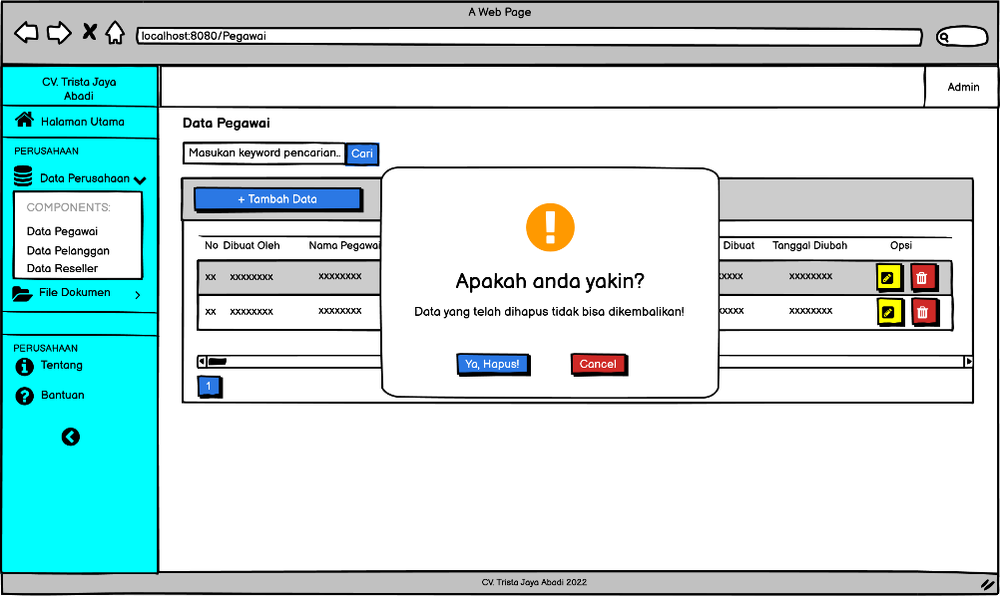 A Web Page
localhost:8080/Pegawai
CV. Trista Jaya
Abadi
Admin
Halaman Utama
PERUSAHAAN
Data Perusahaan
COMPONENTS:
Data Pegawai
Data Pelanggan
Data Reseller
File Dokumen
PERUSAHAAN
Tentang
Bantuan
Data Pegawai
Masukan keyword pencarian.. Cari
+ Tambah Data
No Dibuat Oleh Nama Pegawai Dibuat Tanggal Diubah Opsi
xx xxxxxxxx xxxxxxxx xxxx xxxxxxxx
xx xxxxxxxx xxxxxxxx xxxx xxxxxxxx
1
Apakah anda yakin?
Data yang telah dihapus tidak bisa dikembalikan!
Ya, Hapus! Cancel
CV. Trista Jaya Abadi 2022